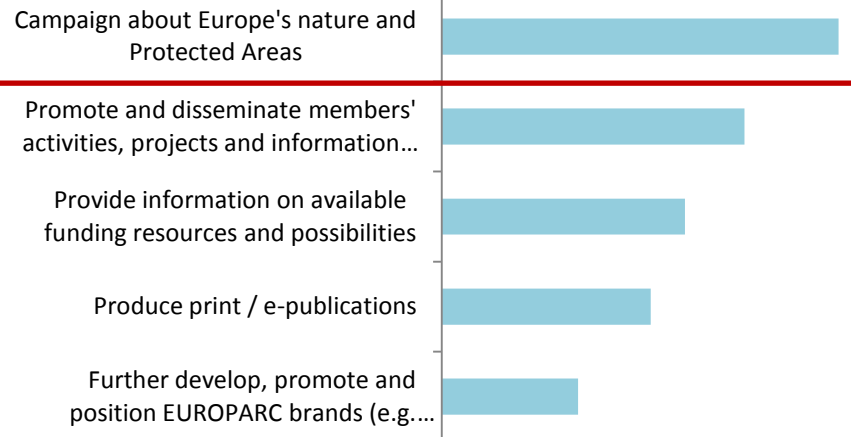 Campaign about Europe's nature and
Protected Areas
Promote and disseminate members'
activities, projects and information…
Provide information on available
funding resources and possibilities
Produce print / e-publications
Further develop, promote and
position EUROPARC brands (e.g.…